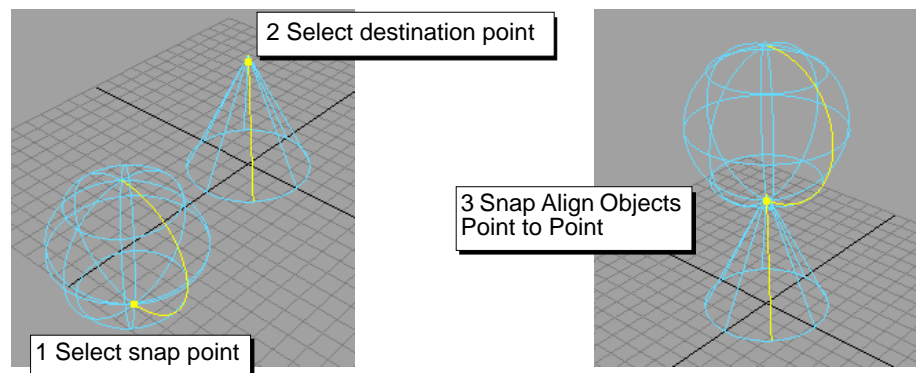 2 Select destination point
1 Select snap point
3 Snap Align Objects
Point to Point